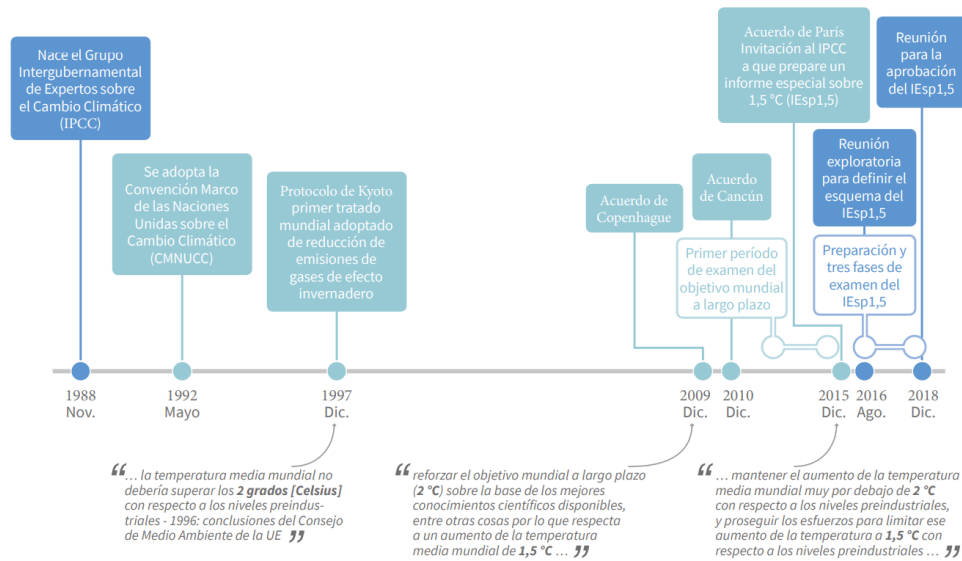 Nace el Grupo
Intergubernamental
de Expertos sobre
el Cambio Climático
(IPCC)
Se adopta la
Convención Marco
de las Naciones
Unidas sobre el
Cambio Climático
(CMNUCC)
Protocolo de Kyoto
primer tratado
mundial adoptado
de reducción de
emisiones de
gases de efecto
invernadero
Acuerdo de
Copenhague
Acuerdo
de Cancún
Primer período
de examen del
objetivo mundial
a largo plazo
Acuerdo de París
Invitación al IPCC
a que prepare un
informe especial sobre
1,5 °C (IEsp1,5)
Reunión
exploratoria
para definir el
esquema del
IEsp1,5
Preparación y
tres fases de
examen del
IEsp1,5
Reunión
para la
aprobación
del IEsp1,5
1988
Nov.
1992
Mayo
1997
Dic.
2009
Dic.
2010
Dic.
2015
Dic.
2016
Ago.
2018
Dic.
“ … la temperatura media mundial no
debería superar los 2 grados [Celsius]
con respecto a los niveles preindus-
triales - 1996: conclusiones del Consejo
de Medio Ambiente de la UE ”
“ reforzar el objetivo mundial a largo plazo
(2 °C) sobre la base de los mejores
conocimientos científicos disponibles,
entre otras cosas por lo que respecta
a un aumento de la temperatura
media mundial de 1,5 °C … ”
“ … mantener el aumento de la temperatura
media mundial muy por debajo de 2 °C
con respecto a los niveles preindustriales,
y proseguir los esfuerzos para limitar ese
aumento de la temperatura a 1,5 °C con
respecto a los niveles preindustriales … ”